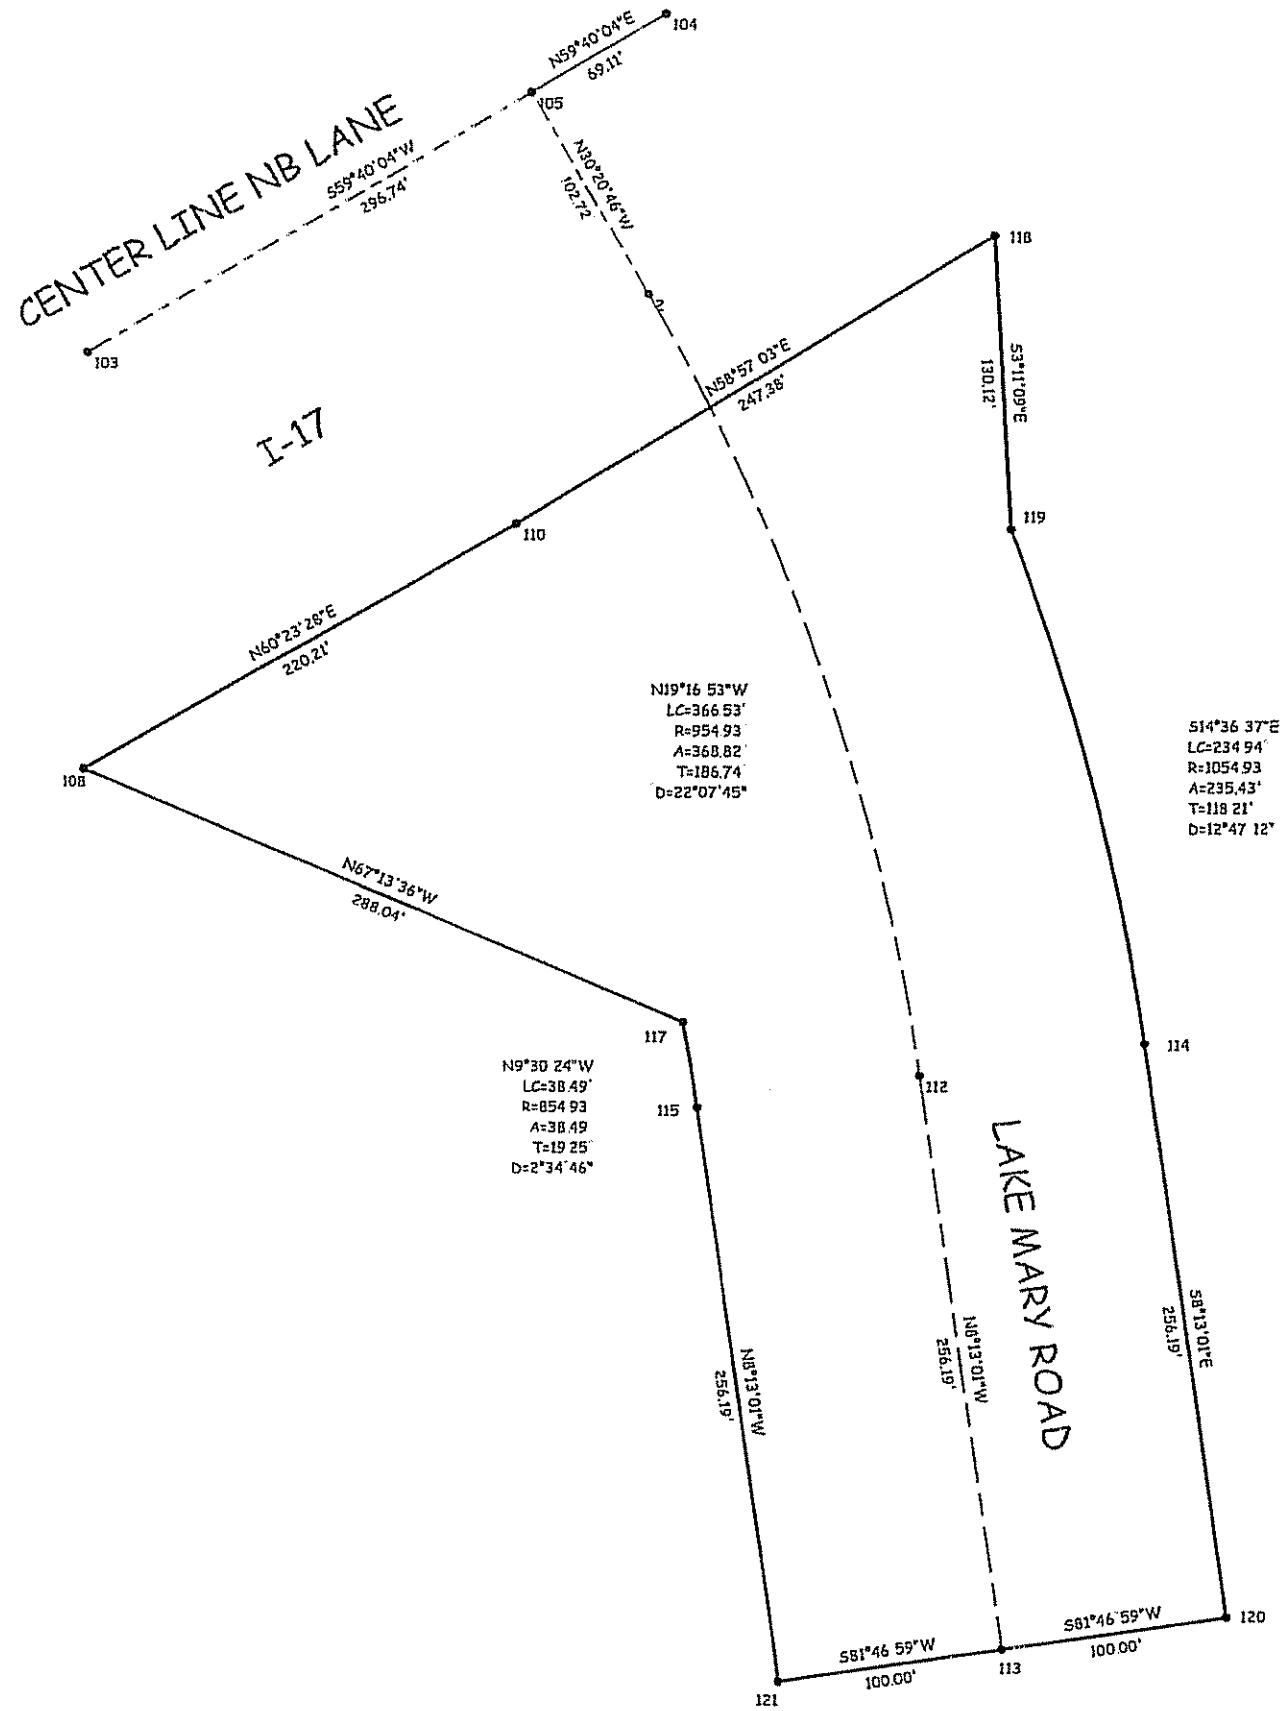 N59°40'04"E
104
69.11'
105
CENTER LINE NB LANE
S59°40'04"W
296.74'
103
N30°20'46"W
102.72
118
I-17
N58°57 03"E
247.38'
S3°11'09"E
130.12'
110
119
N60°23'28"E
220.21'
108
N19°16 53"W
LC=366 53'
R=954 93
A=368.82
T=186.74
D=22°07'45"
S14°36 37"E
LC=234 94
R=1054.93
A=235.43'
T=118 21'
D=12°47 12"
N67°13'36"W
288.04'
117
114
N9°30 24"W
LC=38.49'
R=854 93
A=38.49
T=19 25
D=2°34'46"
115
112
LAKE MARY ROAD
N8°13'01"W
256.19'
N8°13'01"W
256.19'
S8°13'01"E
256.19'
S81°46 59"W
100.00'
S81°46 59"W
100.00'
120
113
121